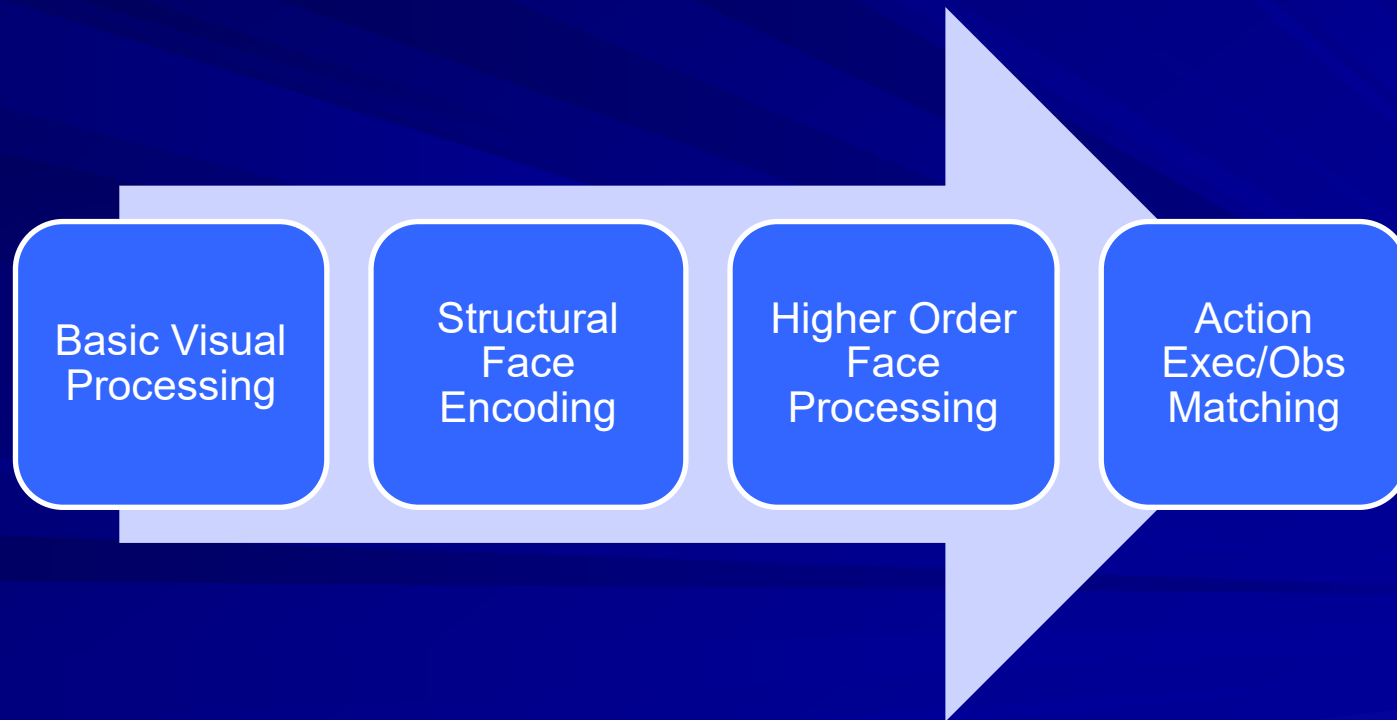 Basic Visual
Processing
Structural
Face
Encoding
Higher Order
Face
Processing
Action
Exec/Obs
Matching